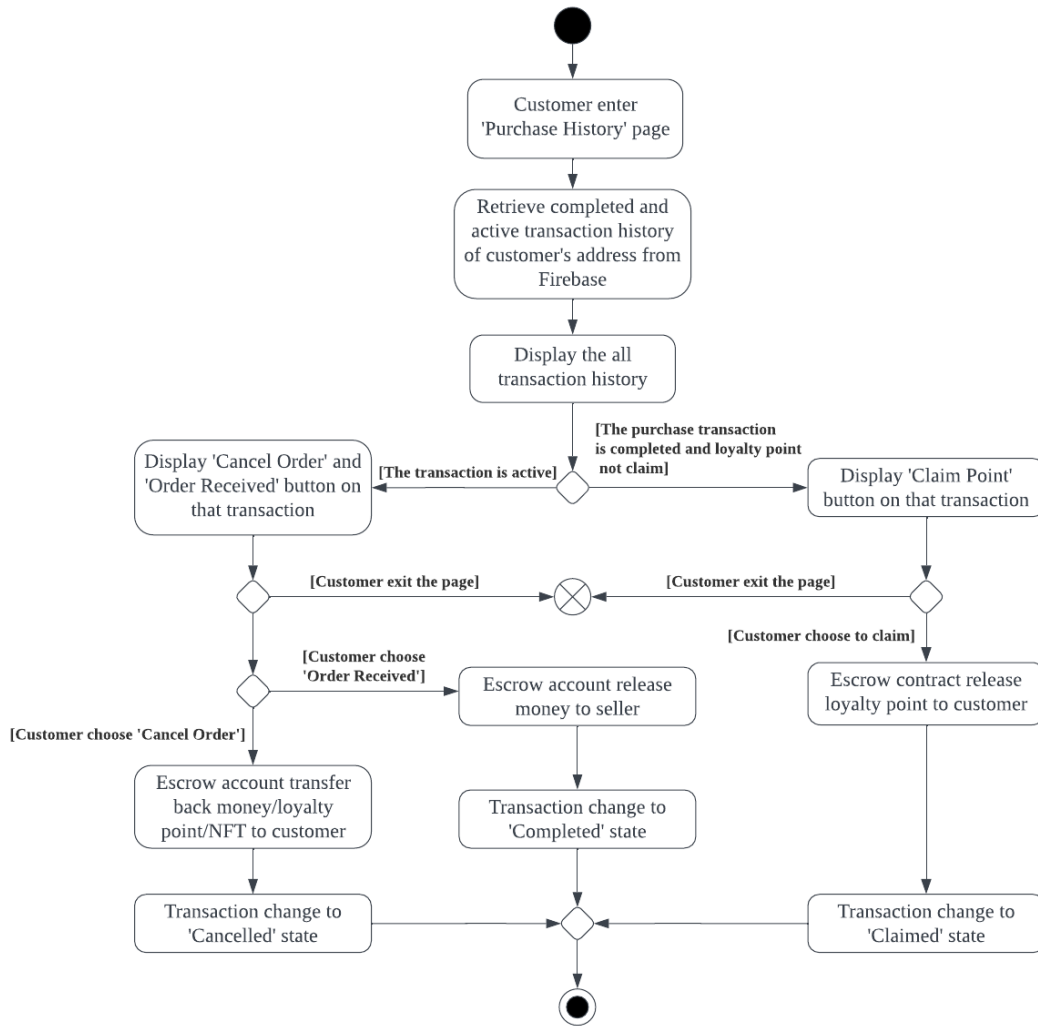 Customer enter
'Purchase History' page
Retrieve completed and
active transaction history
of customer's address from
Firebase
Display the all
transaction history
[The purchase transaction
is completed and loyalty point
not claim]
[The transaction is active]
Display 'Cancel Order' and
'Order Received' button on
that transaction
Display 'Claim Point'
button on that transaction
[Customer exit the page]
[Customer exit the page]
[Customer choose to claim]
[Customer choose
'Order Received']
Escrow account release
money to seller
Escrow contract release
loyalty point to customer
[Customer choose 'Cancel Order']
Escrow account transfer
back money/loyalty
point/NFT to customer
Transaction change to
'Completed' state
Transaction change to
'Cancelled' state
Transaction change to
'Claimed' state